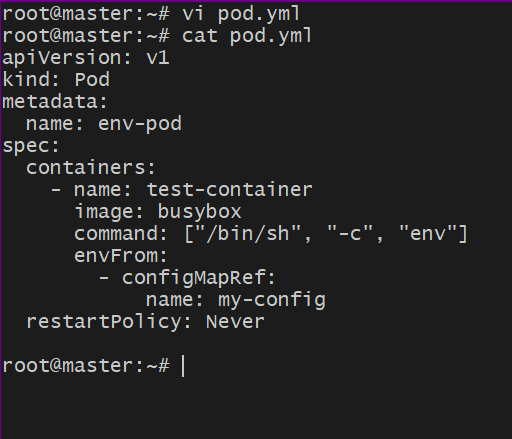 root@master:~# vi pod.yml
root@master:~# cat pod.yml
apiVersion: v1
kind: Pod
metadata:
  name: env-pod
spec:
  containers:
    - name: test-container
      image: busybox
      command: ["/bin/sh", "-c", "env"]
      envFrom:
        - configMapRef:
            name: my-config
  restartPolicy: Never

root@master:~#